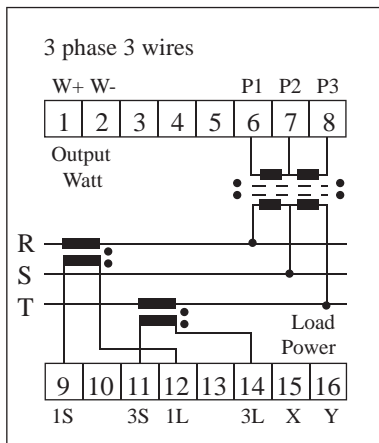 3 phase 3 wires
W+ W- P1 P2 P3
1 2 3 4 5 6 7 8
Output
Watt
R
S
T
Load
Power
9 10 11 12 13 14 15 16
1S 3S 1L 3L X Y